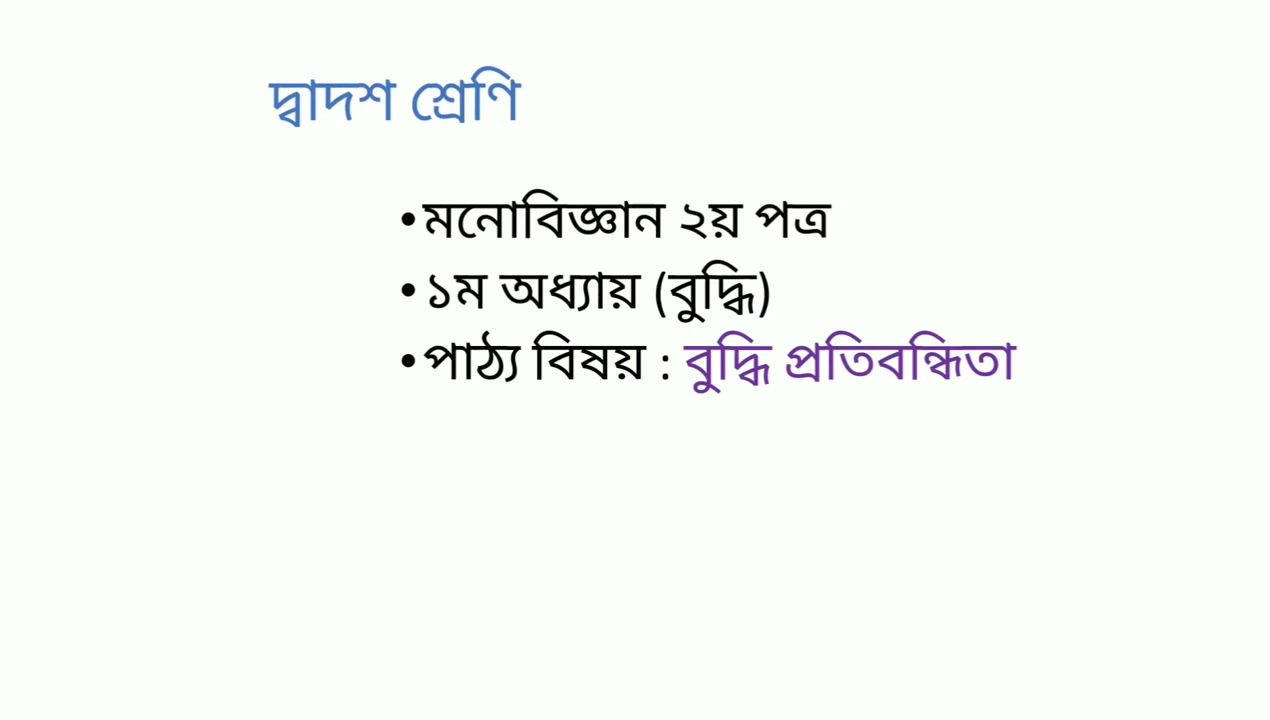 দ্বাদশ শ্রেণি
•মনোবিজ্ঞান ২য় পত্র
•১ম অধ্যায় (বুদ্ধি)
•পাঠ্য বিষয় : বুদ্ধি প্রতিবন্ধিতা